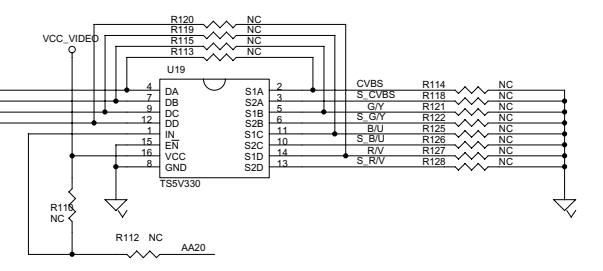 R120 NC
R119 NC
R115 NC
R113 NC
VCC_VIDEO
U19
4 DA S1A 2 CVBS R114 NC
7 DB S2A 3 S_CVBS R118 NC
9 DC S1B 5 G/Y R121 NC
12 DD S2B 6 S_G/Y R122 NC
1 IN S1C 11 B/U R125 NC
15 EN S2C 10 S_B/U R126 NC
16 VCC S1D 14 R/V R127 NC
8 GND S2D 13 S_R/V R128 NC
TS5V330
R110
NC
R112 NC AA20